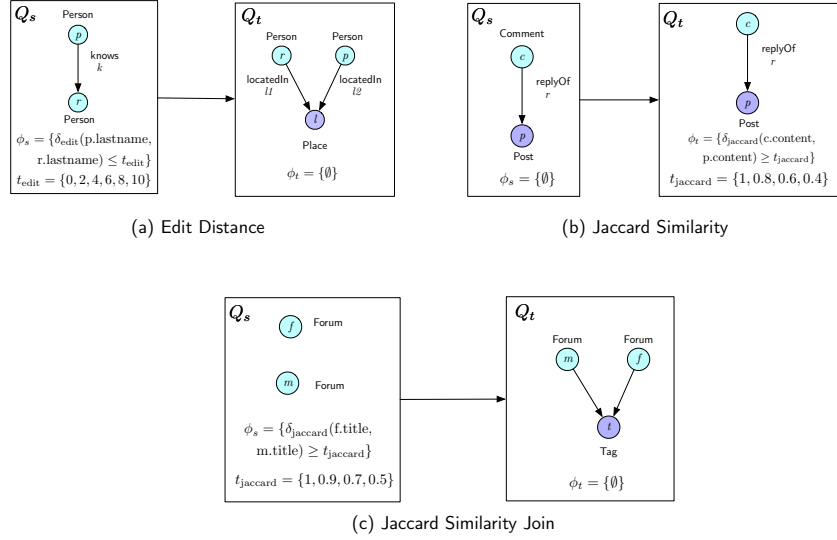 Q_s
Person
p
knows
k
r
Person
ϕ_s = {δ_edit(p.lastname,
r.lastname) ≤ t_edit}
t_edit = {0, 2, 4, 6, 8, 10}
Q_t
Person Person
r p
locatedIn locatedIn
l1 l2
l
Place
ϕ_t = {∅}
(a) Edit Distance
Q_s
Comment
c
replyOf
r
p
Post
ϕ_s = {∅}
Q_t
c
replyOf
r
p
Post
ϕ_t = {δ_jaccard(c.content,
p.content) ≥ t_jaccard}
t_jaccard = {1, 0.8, 0.6, 0.4}
(b) Jaccard Similarity
Q_s
f Forum
m Forum
ϕ_s = {δ_jaccard(f.title,
m.title) ≥ t_jaccard}
t_jaccard = {1, 0.9, 0.7, 0.5}
Q_t
Forum Forum
m f
t
Tag
ϕ_t = {∅}
(c) Jaccard Similarity Join